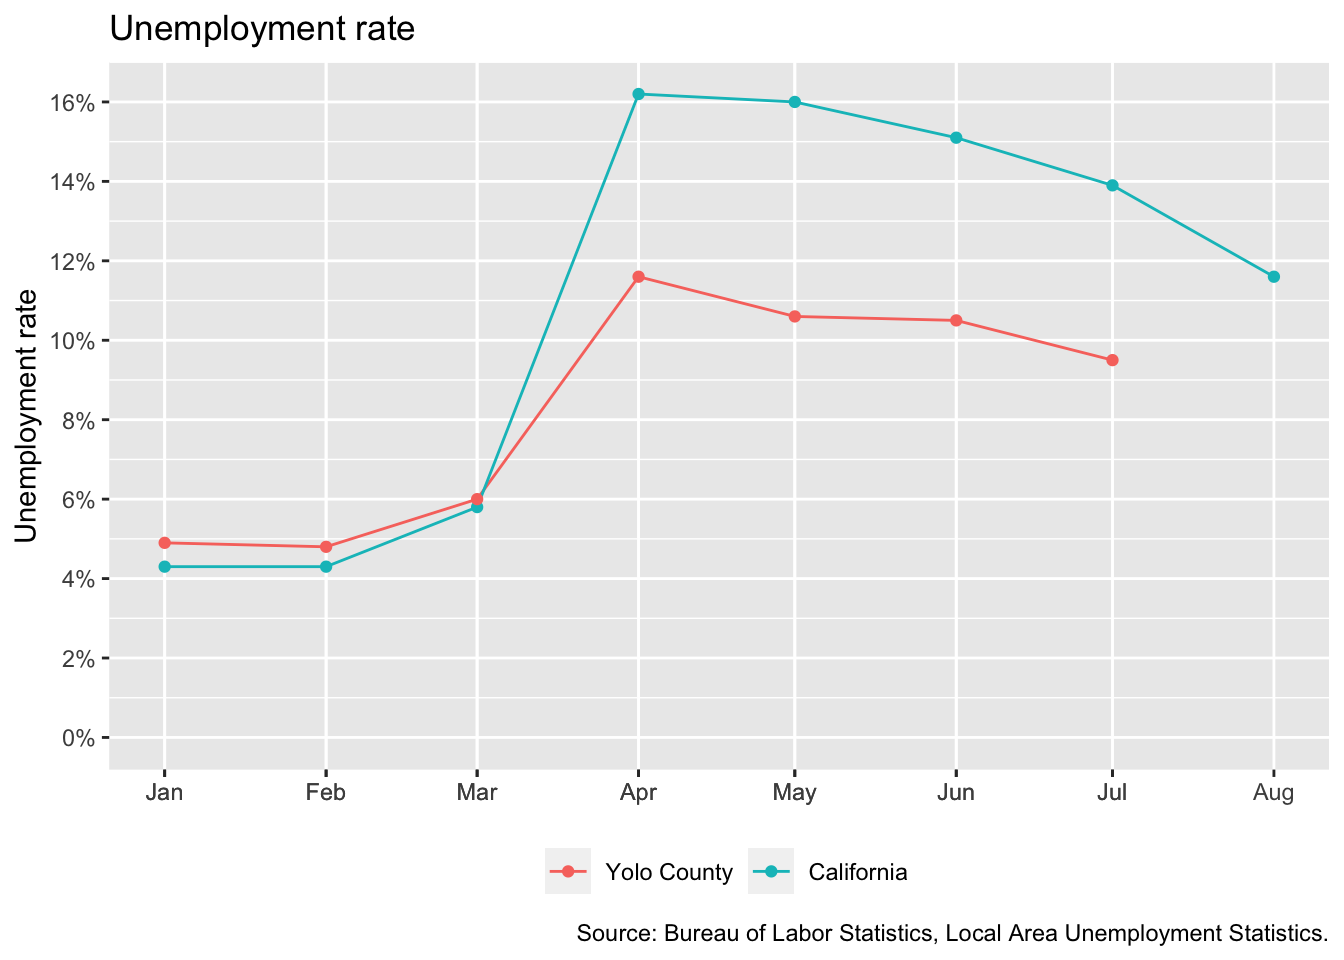 Unemployment rate
Unemployment rate
16%
14%
12%
10%
8%
6%
4%
2%
0%
Jan Feb Mar Apr May Jun Jul Aug
Yolo County California
Source: Bureau of Labor Statistics, Local Area Unemployment Statistics.